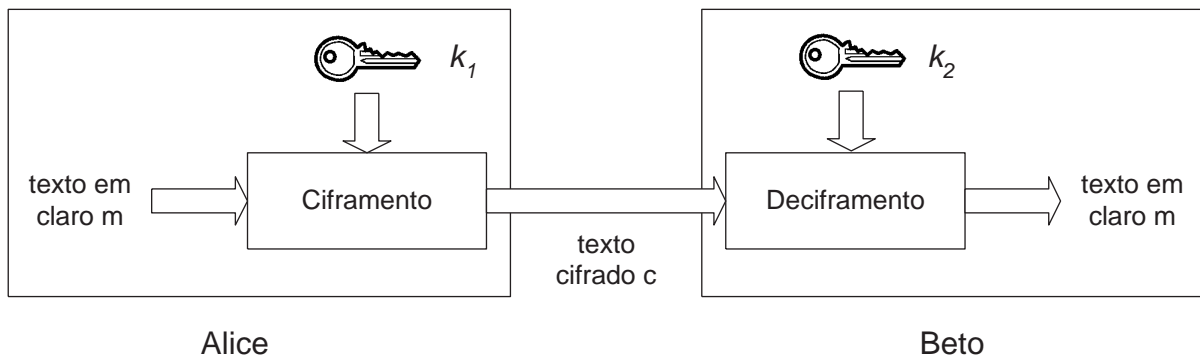 k1
k2
texto em
claro m
Ciframento
texto
cifrado c
Deciframento
texto em
claro m
Alice
Beto